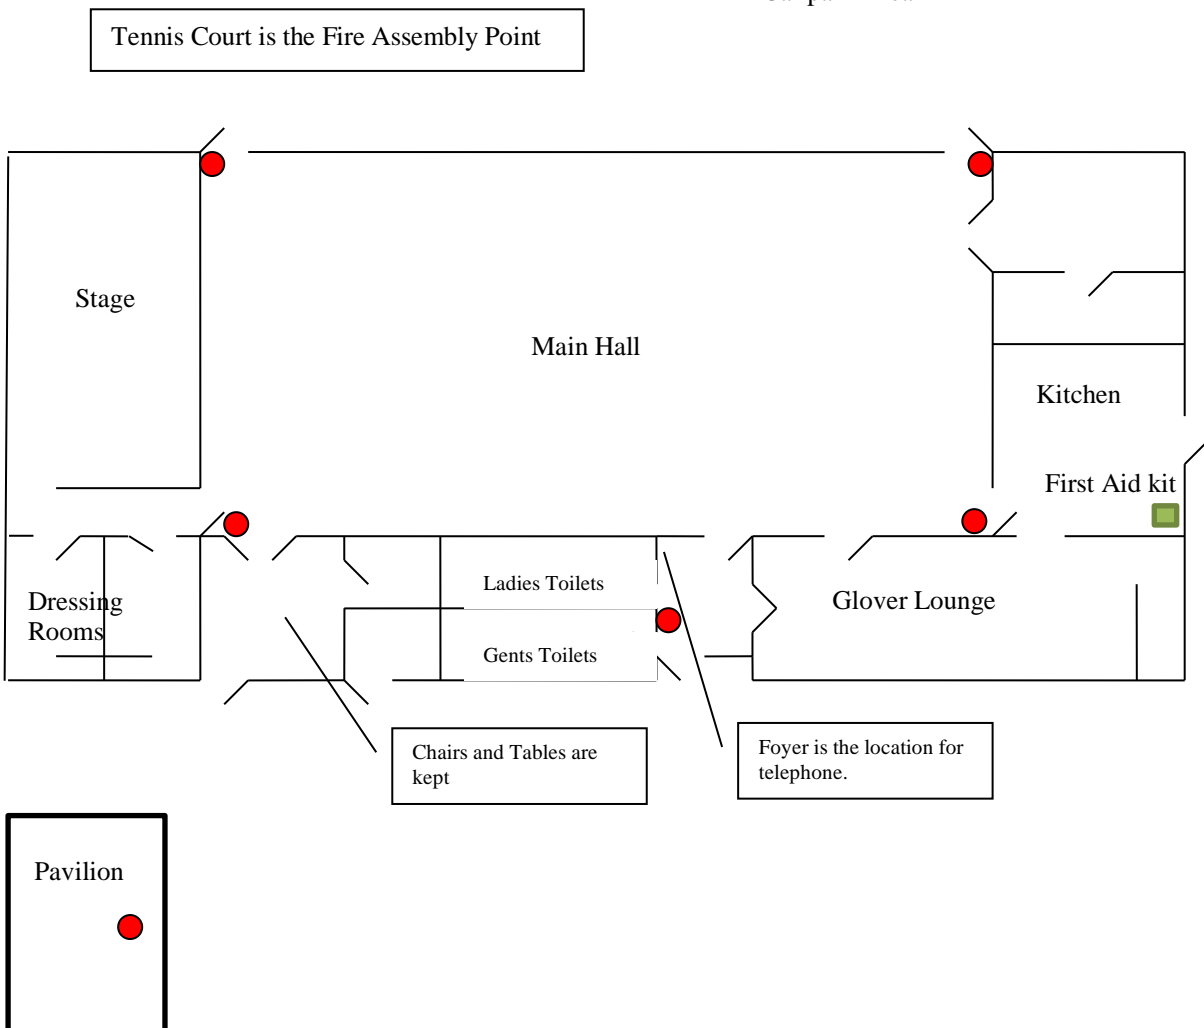 Tennis Court is the Fire Assembly Point
Stage
Main Hall
Kitchen
First Aid kit
Ladies Toilets
Dressing
Rooms
Glover Lounge
Gents Toilets
Chairs and Tables are
kept
Foyer is the location for
telephone.
Pavilion